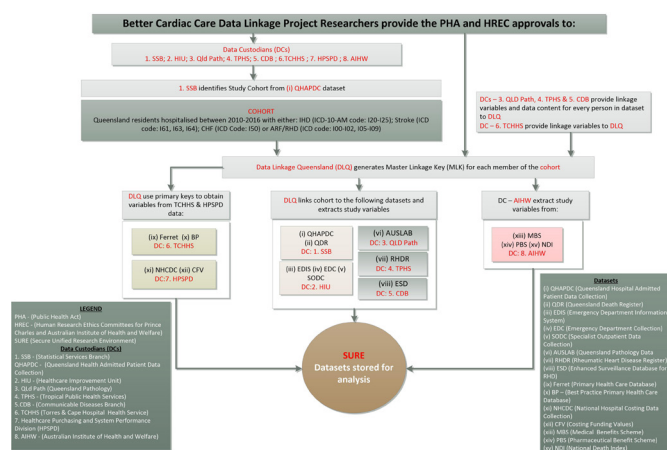 Better Cardiac Care Data Linkage Project Researchers provide the PHA and HREC approvals to:
Data Custodians (DCs)
1. SSB; 2. HIU; 3. Qld Path; 4. TPHS; 5. CDB ; 6.TCHHS ; 7. HPSPD ; 8. AIHW
1. SSB identifies Study Cohort from (i) QHAPDC dataset
COHORT
Queensland residents hospitalised between 2010-2016 with either: IHD (ICD-10-AM code: I20-I25); Stroke (ICD
code: I61, I63, I64); CHF (ICD Code: I50) or ARF/RHD (ICD code: I00-I02, I05-I09)
DCs – 3. QLD Path, 4. TPHS & 5. CDB provide linkage
variables and data content for every person in dataset
to DLQ
DC – 6. TCHHS provide linkage variables to DLQ
Data Linkage Queensland (DLQ) generates Master Linkage Key (MLK) for each member of the cohort
DLQ use primary keys to obtain
variables from TCHHS & HPSPD
data:
(ix) Ferret (x) BP
DC: 6. TCHHS
(xi) NHCDC (xii) CFV
DC:7. HPSPD
DLQ links cohort to the following datasets and
extracts study variables
(i) QHAPDC
(ii) QDR
DC: 1. SSB
(iii) EDIS (iv) EDC (v)
SODC
DC:2. HIU
(vi) AUSLAB
DC: 3. QLD Path
(vii) RHDR
DC: 4. TPHS
(viii) ESD
DC: 5. CDB
DC – AIHW extract study
variables from:
(xiii) MBS
(xiv) PBS (xv) NDI
DC: 8. AIHW
SURE
Datasets stored for
analysis
LEGEND
PHA - (Public Health Act)
HREC - (Human Research Ethics Committees for Prince
Charles and Australian Institute of Health and Welfare)
SURE (Secure Unified Research Environment)
Data Custodians (DCs)
1. SSB - (Statistical Services Branch)
QHAPDC - (Queensland Health Admitted Patient Data
Collection)
2. HIU - (Healthcare Improvement Unit)
3. QLd Path (Queensland Pathology)
4. TPHS - (Tropical Public Health Services)
5.CDB - (Communicable Diseases Branch)
6. TCHHS (Torres & Cape Hospital Health Service)
7. Healthcare Purchasing and System Performance
Division (HPSPD)
8. AIHW - (Australian Institute of Health and Welfare)
Datasets
(i) QHAPDC (Queensland Hospital Admitted
Patient Data Collection)
(ii) QDR (Queensland Death Register)
(iii) EDIS (Emergency Department Information
System)
(iv) EDC (Emergency Department Collection)
(v) SODC (Specialist Outpatient Data
Collection)
(vi) AUSLAB (Queensland Pathology Data
(vii) RHDR (Rheumatic Heart Disease Register)
(viii) ESD (Enhanced Surveillance Database for
RHD)
(ix) Ferret (Primary Health Care Database)
(x) BP – (Best Practice Primary Health Care
Database)
(xi) NHCDC (National Hospital Costing Data
Collection)
(xii) CFV (Costing Funding Values)
(xiii) MBS (Medical Benefits Scheme)
(xiv) PBS (Pharmaceutical Benefit Scheme)
(xv) NDI (National Death Index)